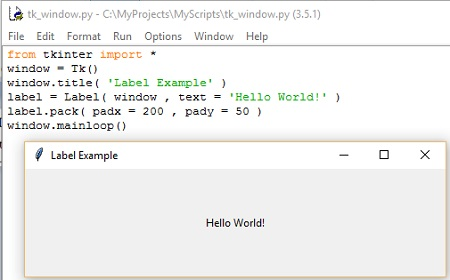 tk_window.py - C:\MyProjects\MyScripts\tk_window.py (3.5.1)
File Edit Format Run Options Window Help
from tkinter import *
window = Tk()
window.title( 'Label Example' )
label = Label( window , text = 'Hello World!' )
label.pack( padx = 200 , pady = 50 )
window.mainloop()
Label Example
Hello World!